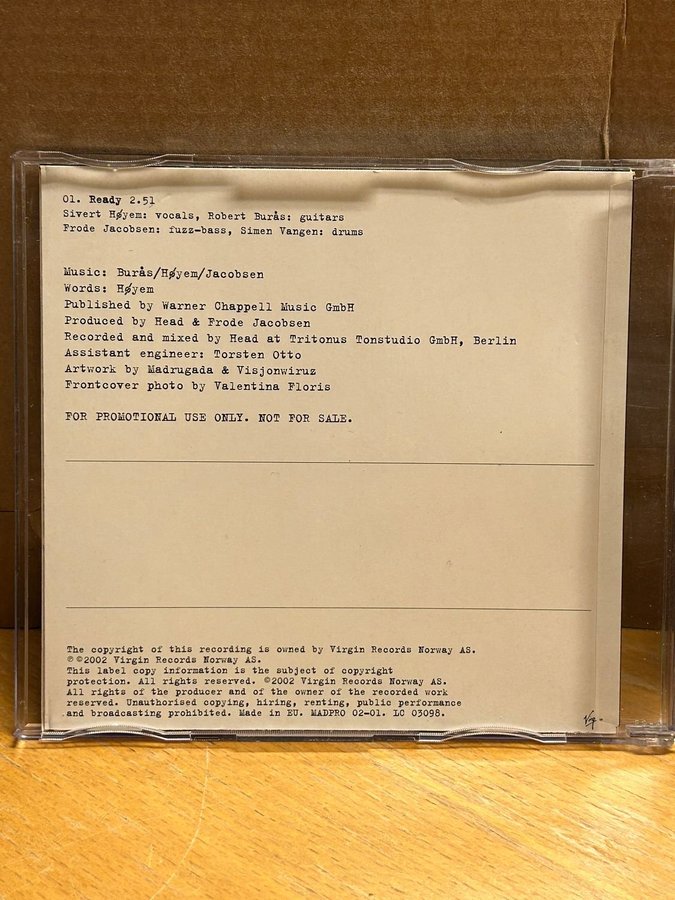 01. Ready 2.51
Sivert Høyem: vocals, Robert Burås: guitars
Frode Jacobsen: fuzz-bass, Simen Vangen: drums
Music: Burås/Høyem/Jacobsen
Words: Høyem
Published by Warner Chappell Music GmbH
Produced by Head & Frode Jacobsen
Recorded and mixed by Head at Tritonus Tonstudio GmbH, Berlin
Assistant engineer: Torsten Otto
Artwork by Madrugada & Visjonwiruz
Frontcover photo by Valentina Floris
FOR PROMOTIONAL USE ONLY. NOT FOR SALE.
The copyright of this recording is owned by Virgin Records Norway AS.
℗©2002 Virgin Records Norway AS.
This label copy information is the subject of copyright
protection. All rights reserved. ©2002 Virgin Records Norway AS.
All rights of the producer and of the owner of the recorded work
reserved. Unauthorised copying, hiring, renting, public performance
and broadcasting prohibited. Made in EU. MADPRO 02-01. LC 03098.